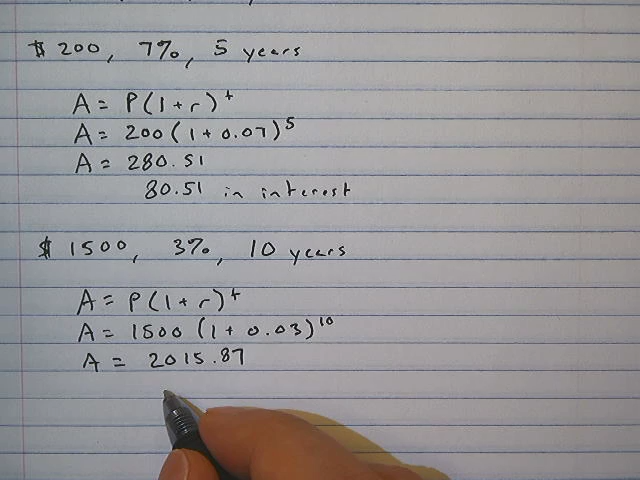 $ 200, 7%, 5 years
A = P(1+r)^t
A = 200(1+0.07)^5
A = 280.51
80.51 in interest
$ 1500, 3%, 10 years
A = P(1+r)^t
A = 1500 (1+0.03)^10
A = 2015.87